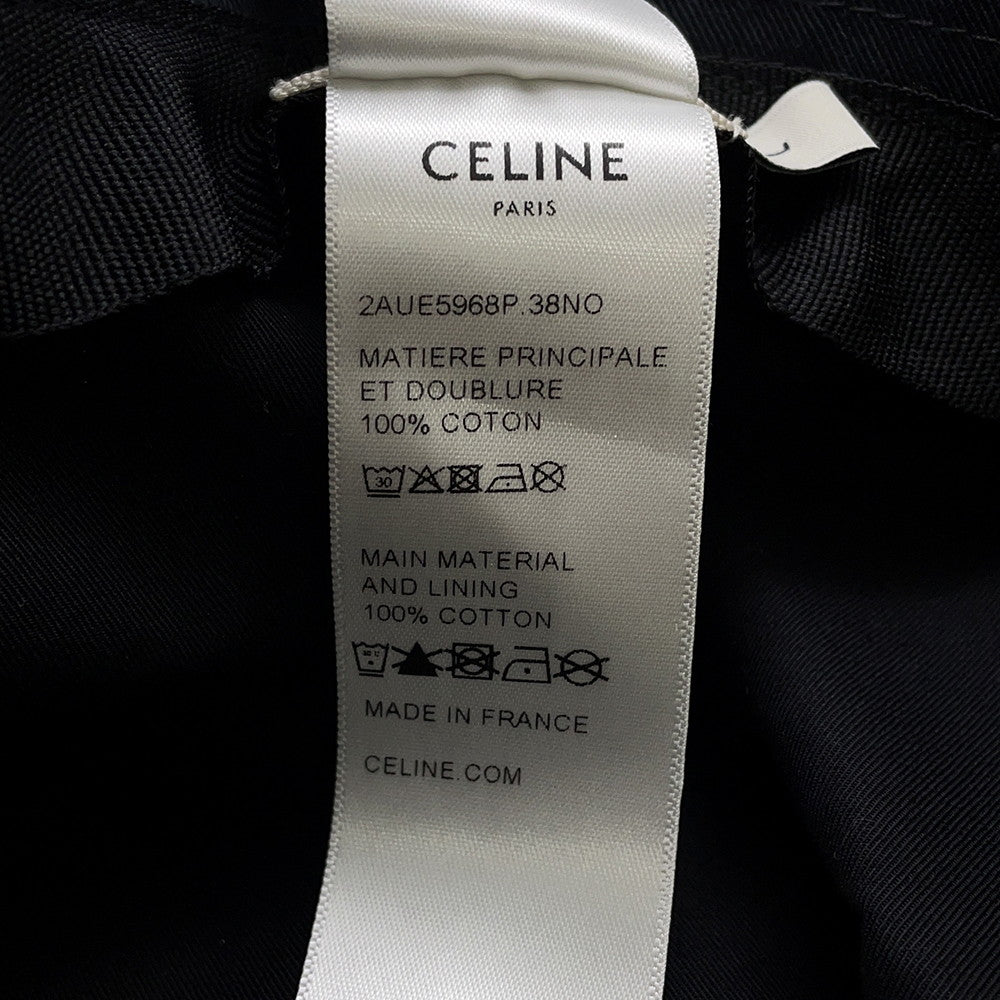 CELINE
PARIS
2AUE5968P.38NO
MATIERE PRINCIPALE
ET DOUBLURE
100% COTON
30
MAIN MATERIAL
AND LINING
100% COTTON
MADE IN FRANCE
CELINE.COM